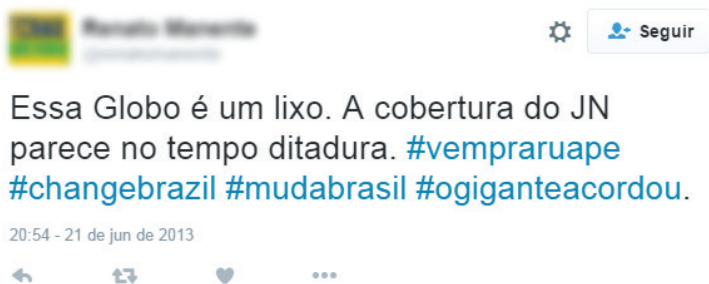 Seguir
Essa Globo é um lixo. A cobertura do JN
parece no tempo ditadura. #vempraruape
#changebrazil #mudabrasil #ogiganteacordou.
20:54 - 21 de jun de 2013